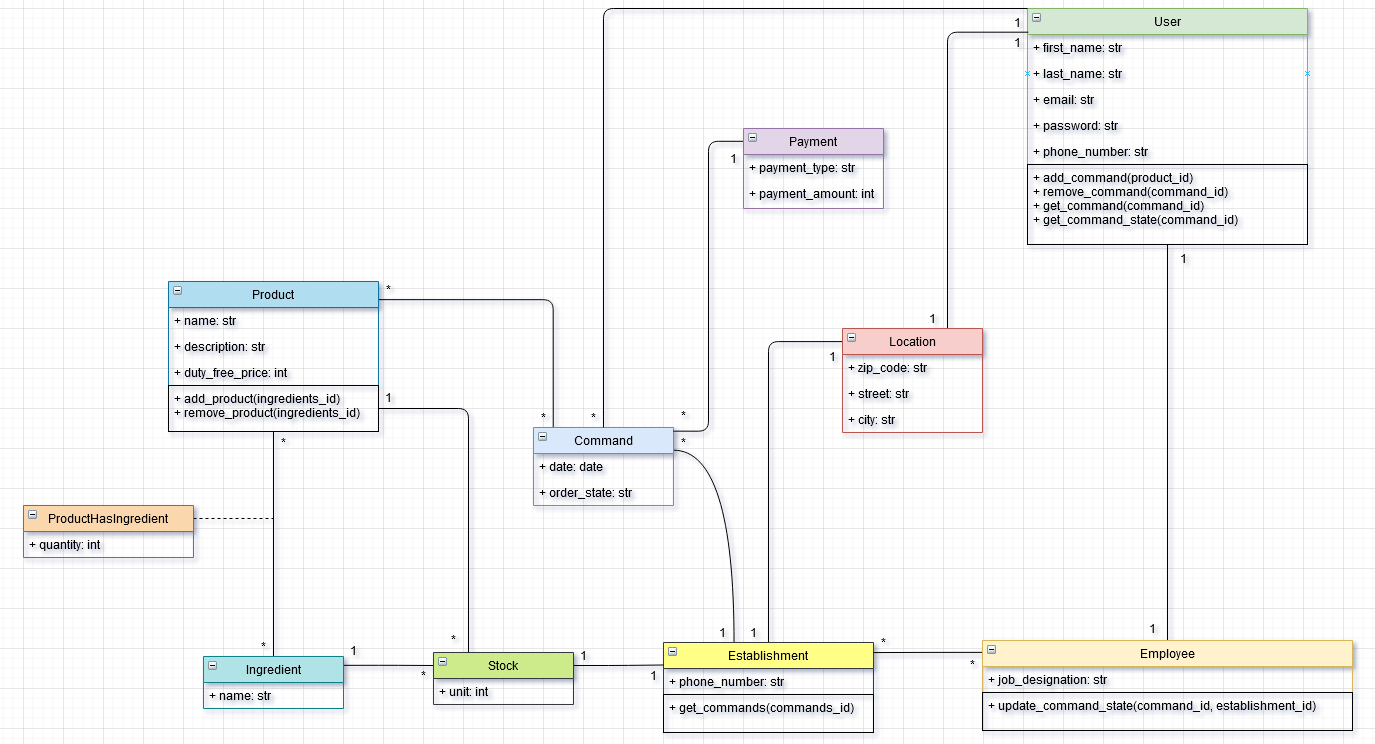 User
+ first_name: str
+ last_name: str
+ email: str
+ password: str
+ phone_number: str
+ add_command(product_id)
+ remove_command(command_id)
+ get_command(command_id)
+ get_command_state(command_id)
1
1
1
Payment
+ payment_type: str
+ payment_amount: int
1
Product
+ name: str
+ description: str
+ duty_free_price: int
+ add_product(ingredients_id)
+ remove_product(ingredients_id)
*
1
*
Location
+ zip_code: str
+ street: str
+ city: str
1
1
Command
+ date: date
+ order_state: str
*
*
*
*
ProductHasIngredient
+ quantity: int
Ingredient
+ name: str
*
1
Stock
+ unit: int
*
*
1
Establishment
+ phone_number: str
+ get_commands(commands_id)
1
1
1
*
Employee
+ job_designation: str
+ update_command_state(command_id, establishment_id)
1
*